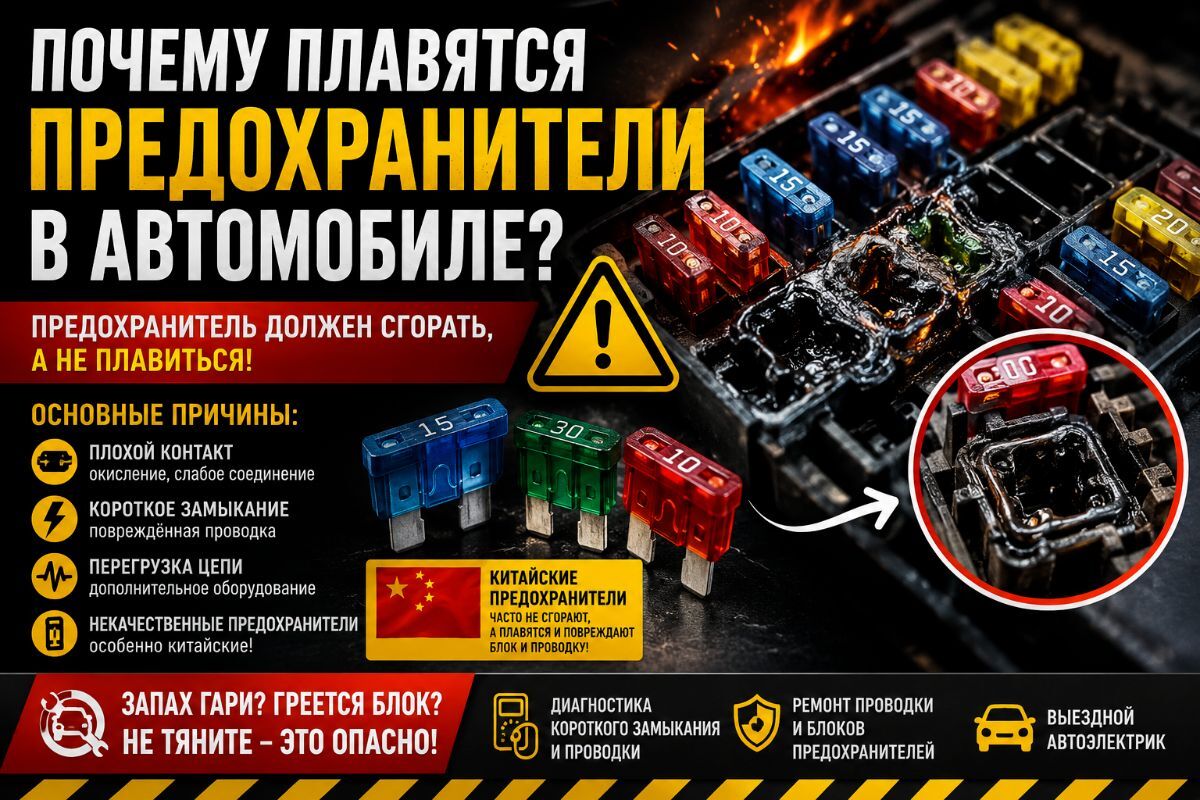 ПОЧЕМУ ПЛАВЯТСЯ
ПРЕДОХРАНИТЕЛИ
В АВТОМОБИЛЕ?
ПРЕДОХРАНИТЕЛЬ ДОЛЖЕН СГОРАТЬ,
А НЕ ПЛАВИТЬСЯ!
ОСНОВНЫЕ ПРИЧИНЫ:
ПЛОХОЙ КОНТАКТ
окисление, слабое соединение
КОРОТКОЕ ЗАМЫКАНИЕ
повреждённая проводка
ПЕРЕГРУЗКА ЦЕПИ
дополнительное оборудование
НЕКАЧЕСТВЕННЫЕ ПРЕДОХРАНИТЕЛИ
особенно китайские!
15
30
10
КИТАЙСКИЕ
ПРЕДОХРАНИТЕЛИ
ЧАСТО НЕ СГОРАЮТ,
А ПЛАВЯТСЯ И ПОВРЕЖДАЮТ
БЛОК И ПРОВОДКУ!
10
10
15
15
15
10
20
15
10
00
ЗАПАХ ГАРИ? ГРЕЕТСЯ БЛОК?
НЕ ТЯНИТЕ – ЭТО ОПАСНО!
ДИАГНОСТИКА
КОРОТКОГО ЗАМЫКАНИЯ
И ПРОВОДКИ
РЕМОНТ ПРОВОДКИ
И БЛОКОВ
ПРЕДОХРАНИТЕЛЕЙ
ВЫЕЗДНОЙ
АВТОЭЛЕКТРИК